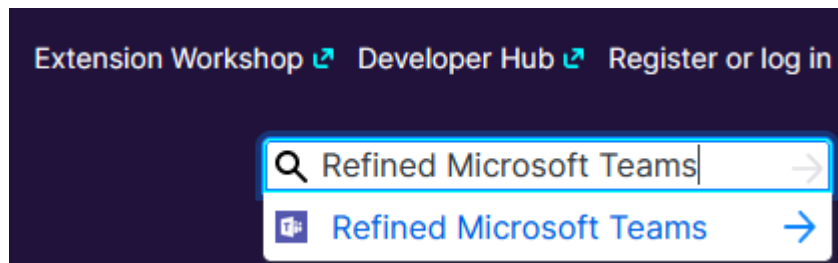 Extension Workshop Developer Hub Register or log in
Refined Microsoft Teams
Refined Microsoft Teams